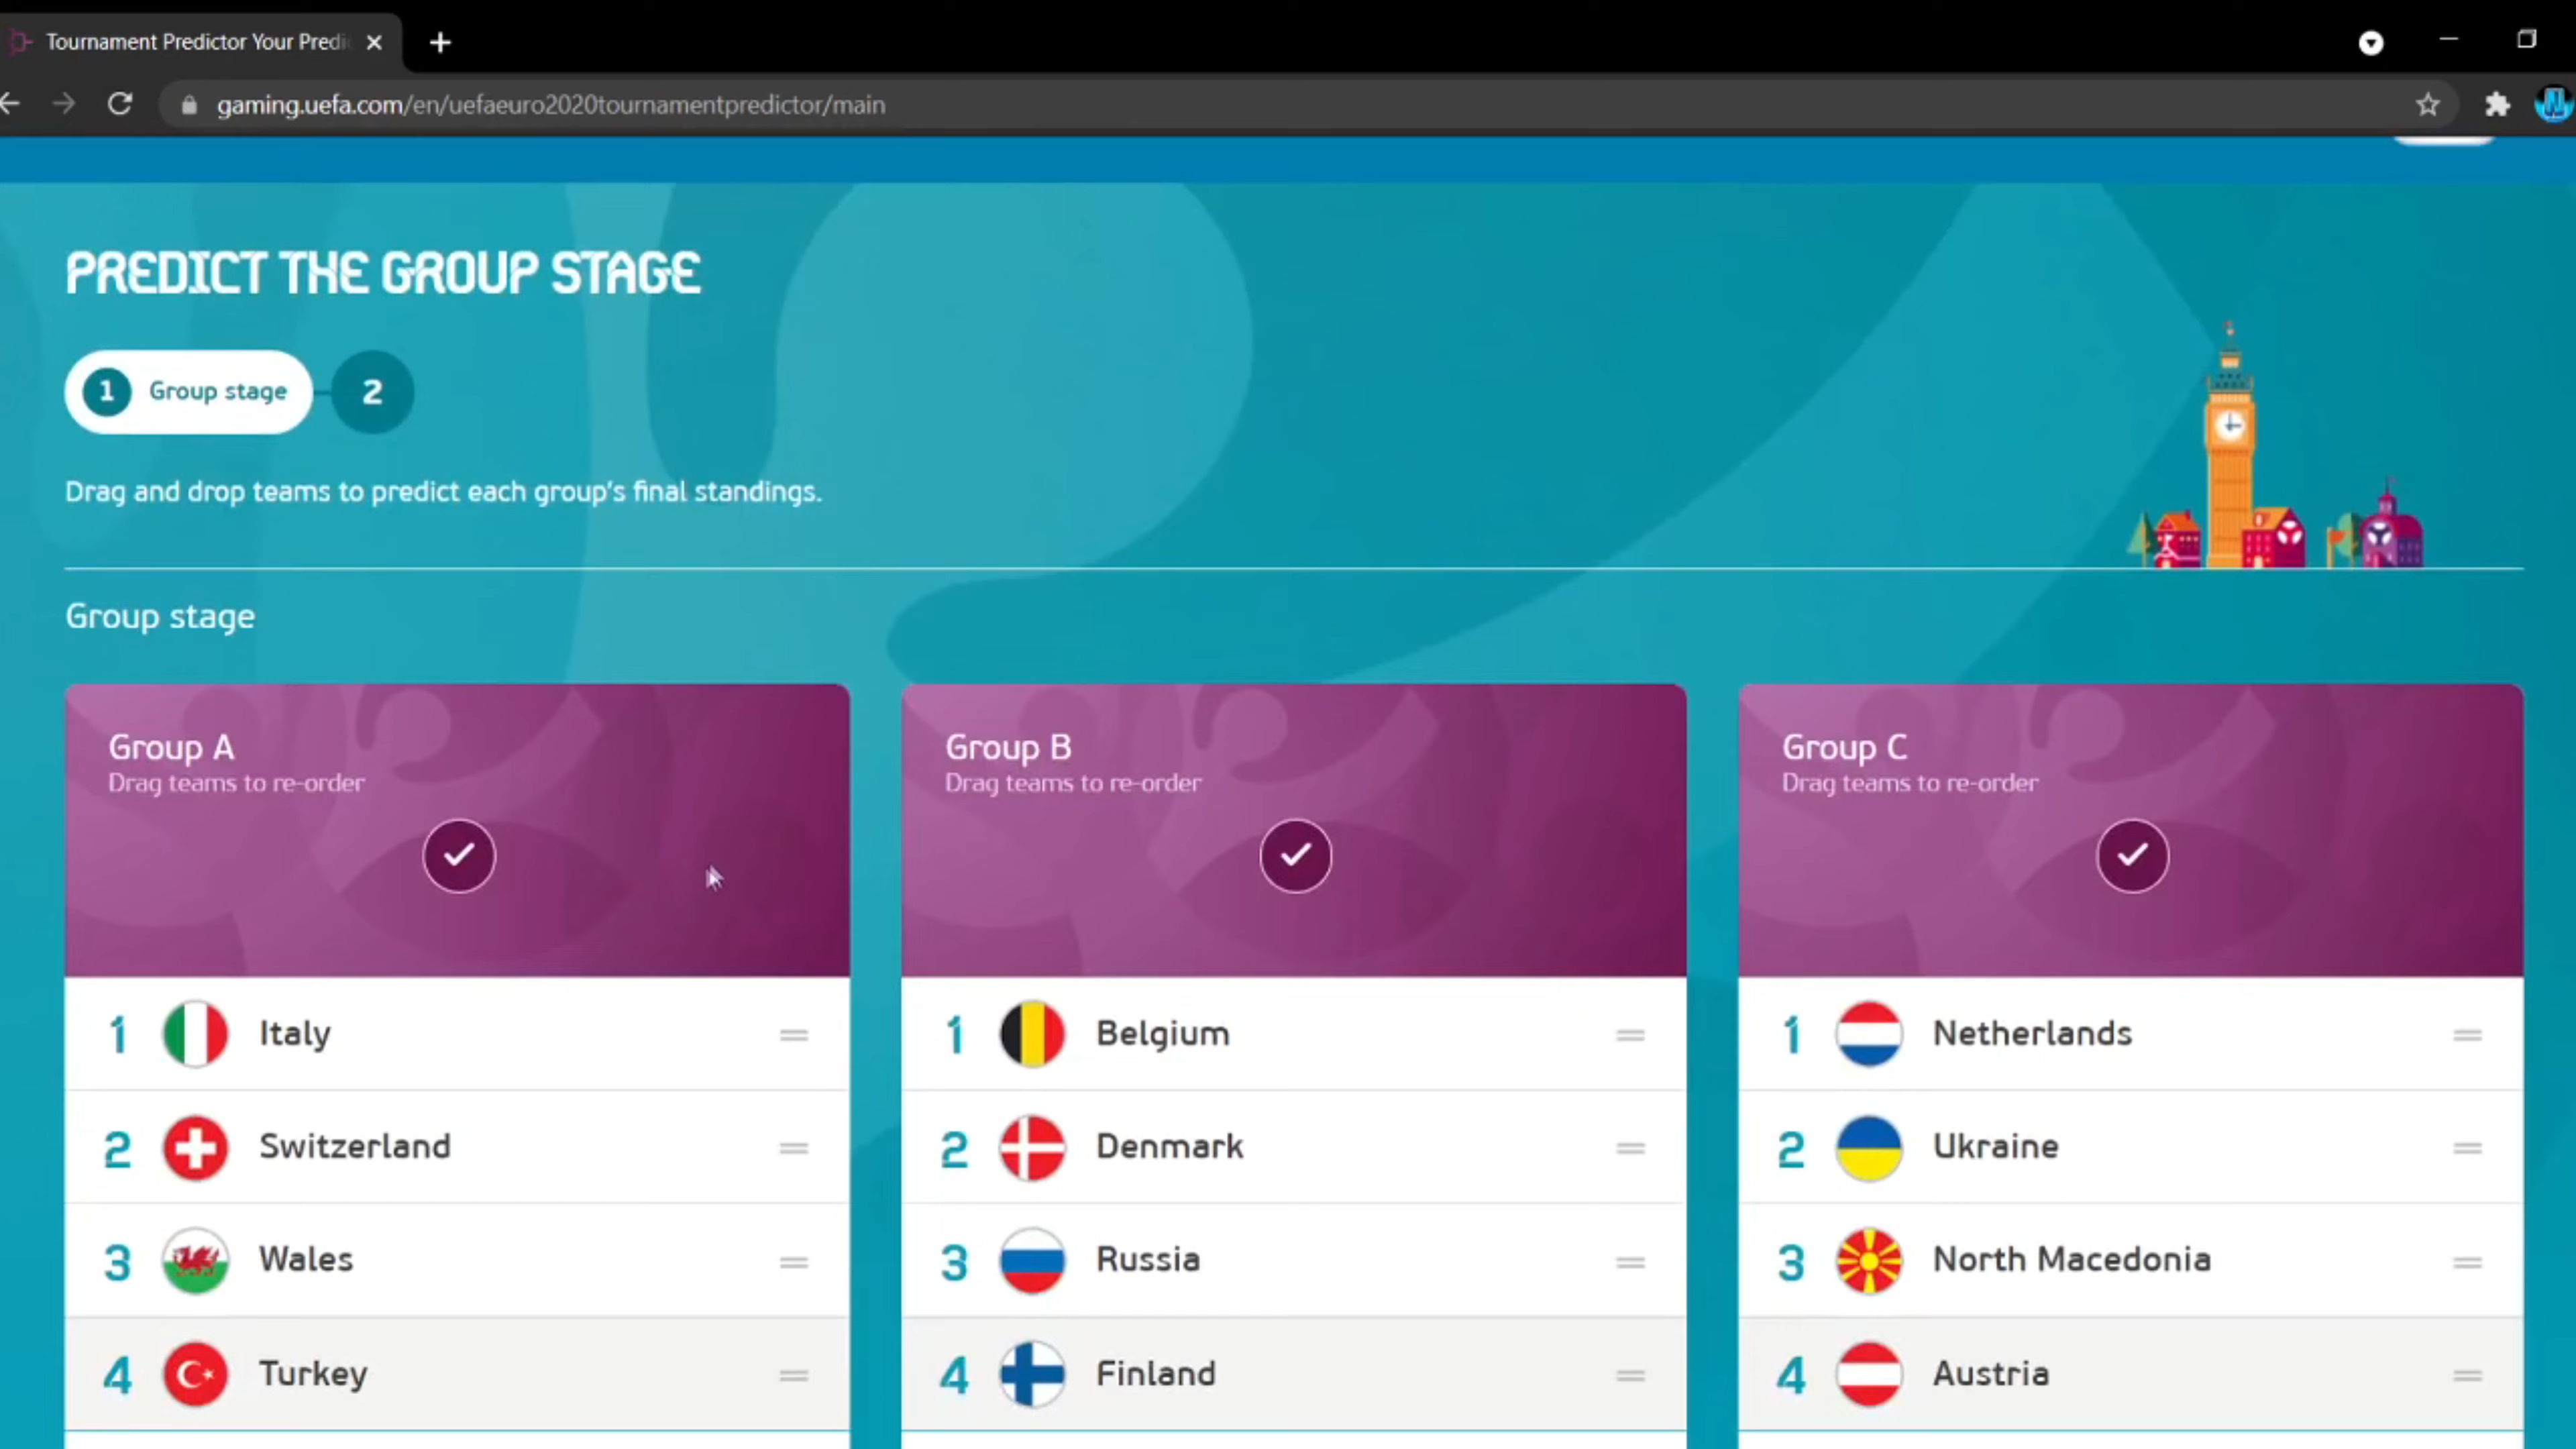 Tournament Predictor Your Predi
gaming.uefa.com/en/uefaeuro2020tournamentpredictor/main
PREDICT THE GROUP STAGE
1 Group stage 2
Drag and drop teams to predict each group's final standings.
Group stage
Group A
Drag teams to re-order
1 Italy
2 Switzerland
3 Wales
4 Turkey
Group B
Drag teams to re-order
1 Belgium
2 Denmark
3 Russia
4 Finland
Group C
Drag teams to re-order
1 Netherlands
2 Ukraine
3 North Macedonia
4 Austria